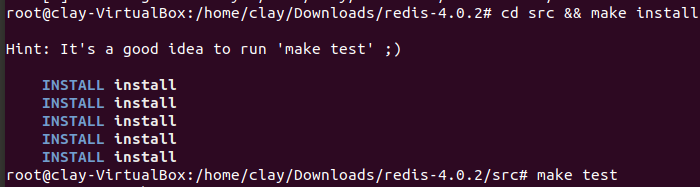 root@clay-VirtualBox:/home/clay/Downloads/redis-4.0.2# cd src && make install
Hint: It's a good idea to run 'make test' ;)
INSTALL install
INSTALL install
INSTALL install
INSTALL install
INSTALL install
root@clay-VirtualBox:/home/clay/Downloads/redis-4.0.2/src# make test